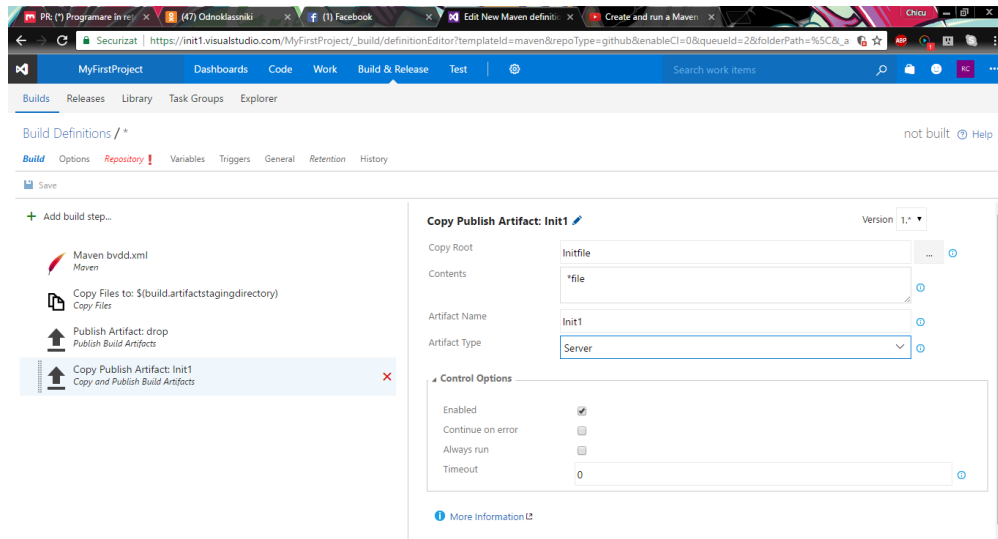 PR: (*) Programare in ret
(47) Odnoklassniki
(1) Facebook
Edit New Maven definitic
Create and run a Maven
Chicu
Securizat | https://init1.visualstudio.com/MyFirstProject/_build/definitionEditor?templateId=maven&repoType=github&enableCI=0&queueId=2&folderPath=%5C&_a
ABP
MyFirstProject Dashboards Code Work Build & Release Test Search work items RC
Builds Releases Library Task Groups Explorer
Build Definitions / * not built Help
Build Options Repository ! Variables Triggers General Retention History
Save
Add build step...
Maven bvdd.xml
Maven
Copy Files to: $(build.artifactstagingdirectory)
Copy Files
Publish Artifact: drop
Publish Build Artifacts
Copy Publish Artifact: Init1
Copy and Publish Build Artifacts
Copy Publish Artifact: Init1 Version 1.*
Copy Root Initfile ...
Contents *file
Artifact Name Init1
Artifact Type Server
Control Options
Enabled
Continue on error
Always run
Timeout 0
More Information